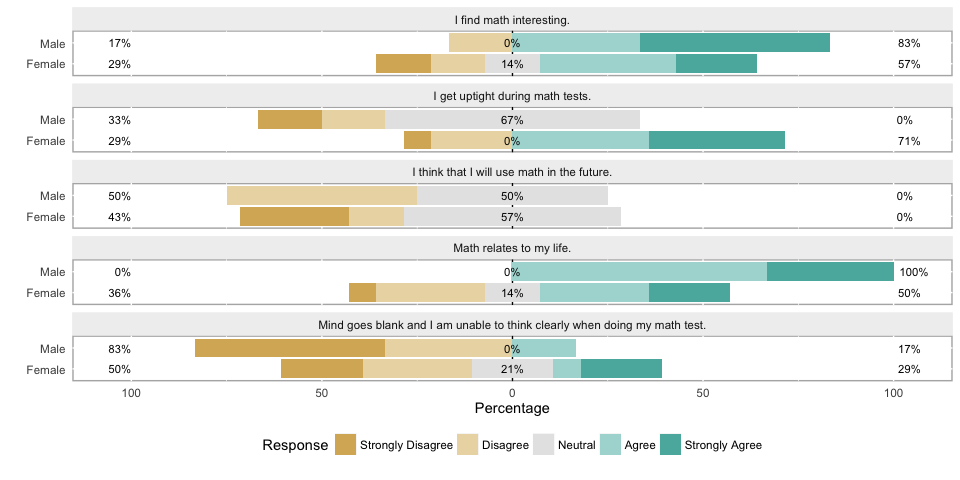 I find math interesting.
Male 17% 0% 83%
Female 29% 14% 57%
I get uptight during math tests.
Male 33% 67% 0%
Female 29% 0% 71%
I think that I will use math in the future.
Male 50% 50% 0%
Female 43% 57% 0%
Math relates to my life.
Male 0% 0% 100%
Female 36% 14% 50%
Mind goes blank and I am unable to think clearly when doing my math test.
Male 83% 0% 17%
Female 50% 21% 29%
100 50 0 50 100
Percentage
Response Strongly Disagree Disagree Neutral Agree Strongly Agree